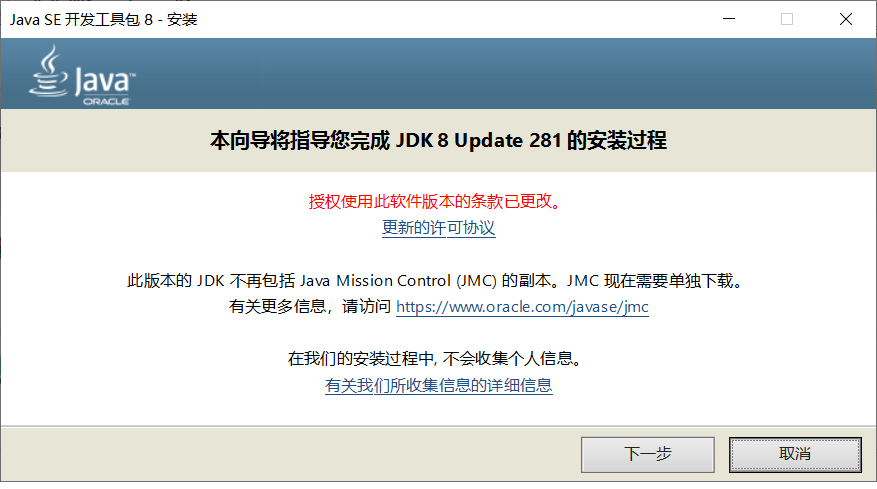 Java SE 开发工具包 8 - 安装
Java™
ORACLE
本向导将指导您完成 JDK 8 Update 281 的安装过程
授权使用此软件版本的条款已更改。
更新的许可协议
此版本的 JDK 不再包括 Java Mission Control (JMC) 的副本。JMC 现在需要单独下载。
有关更多信息，请访问 https://www.oracle.com/javase/jmc
在我们的安装过程中, 不会收集个人信息。
有关我们所收集信息的详细信息
下一步
取消